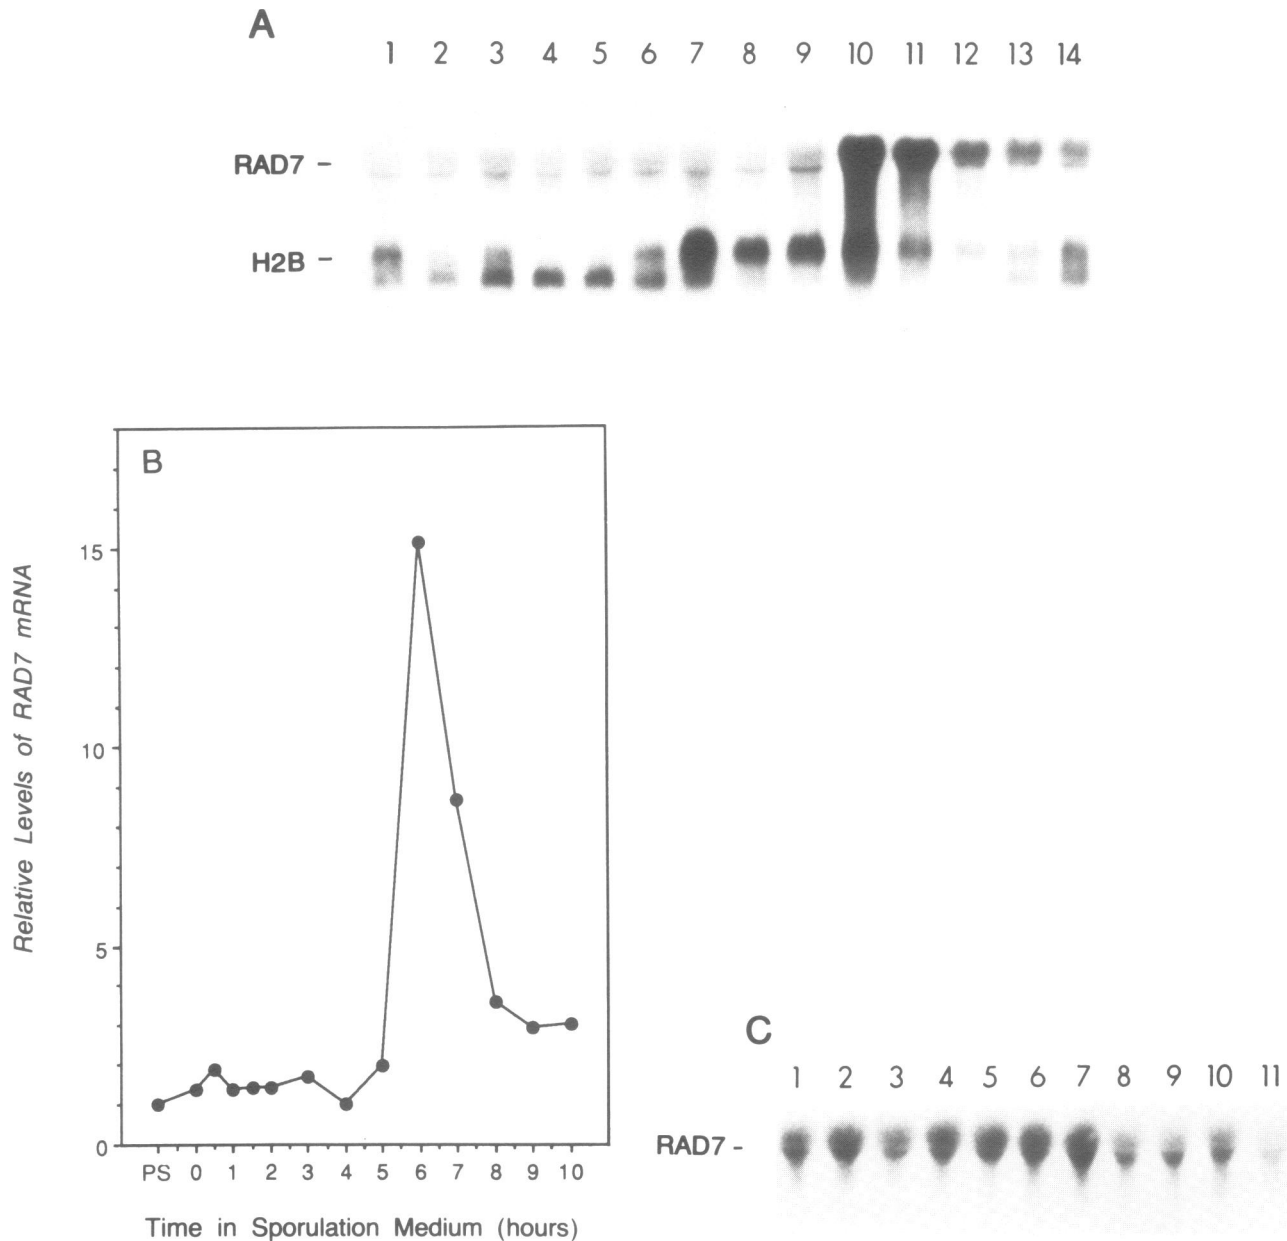 A
1 2 3 4 5 6 7 8 9 10 11 12 13 14
RAD7 -
H2B -
B
15
10
5
0
Relative Levels of RAD7 mRNA
PS 0 1 2 3 4 5 6 7 8 9 10
Time in Sporulation Medium (hours)
C
1 2 3 4 5 6 7 8 9 10 11
RAD7 -